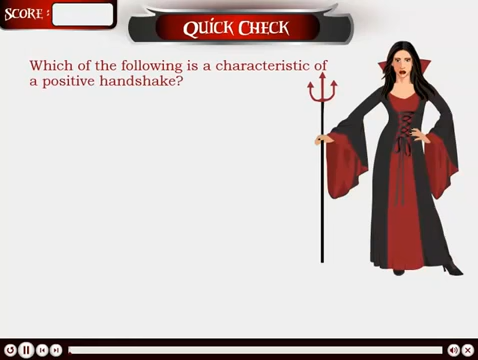 SCORE :
QUICK CHECK
Which of the following is a characteristic of
a positive handshake?